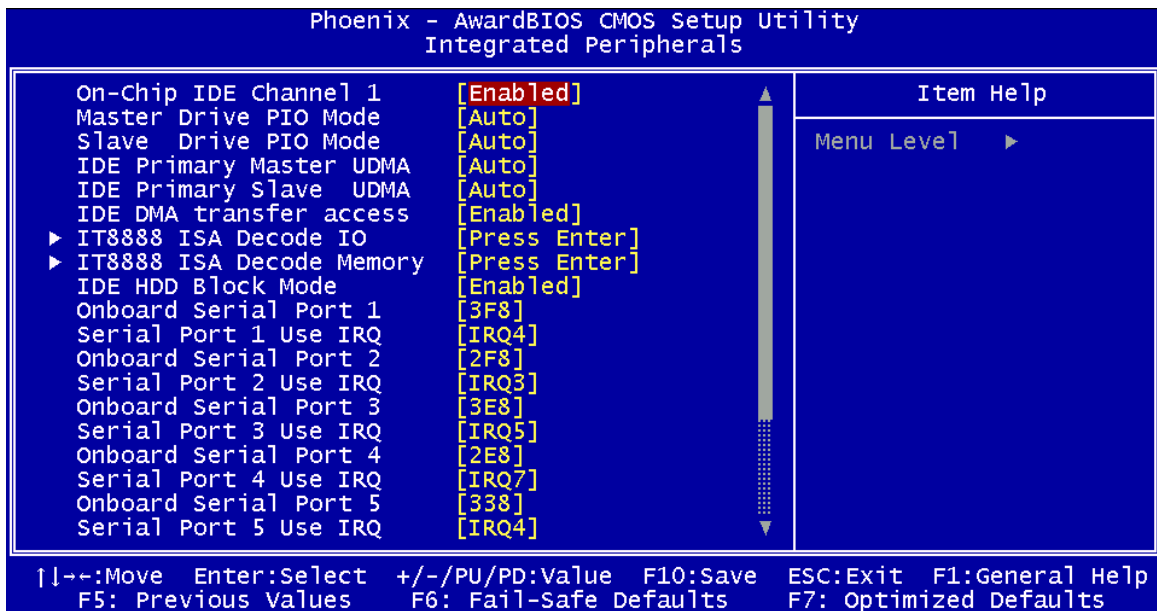 Phoenix - AwardBIOS CMOS Setup Utility
Integrated Peripherals
On-Chip IDE Channel 1 [Enabled]
Master Drive PIO Mode [Auto]
Slave Drive PIO Mode [Auto]
IDE Primary Master UDMA [Auto]
IDE Primary Slave UDMA [Auto]
IDE DMA transfer access [Enabled]
► IT8888 ISA Decode IO [Press Enter]
► IT8888 ISA Decode Memory [Press Enter]
IDE HDD Block Mode [Enabled]
Onboard Serial Port 1 [3F8]
Serial Port 1 Use IRQ [IRQ4]
Onboard Serial Port 2 [2F8]
Serial Port 2 Use IRQ [IRQ3]
Onboard Serial Port 3 [3E8]
Serial Port 3 Use IRQ [IRQ5]
Onboard Serial Port 4 [2E8]
Serial Port 4 Use IRQ [IRQ7]
Onboard Serial Port 5 [338]
Serial Port 5 Use IRQ [IRQ4]
Item Help
Menu Level ►
↑↓→←:Move Enter:Select +/-/PU/PD:Value F10:Save ESC:Exit F1:General Help
F5: Previous Values F6: Fail-Safe Defaults F7: Optimized Defaults